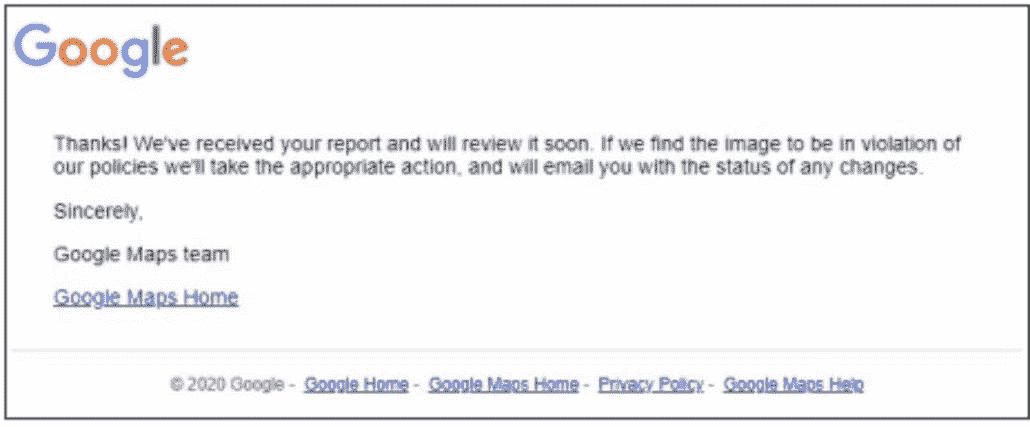 Google
Thanks! We've received your report and will review it soon. If we find the image to be in violation of
our policies we'll take the appropriate action, and will email you with the status of any changes.
Sincerely,
Google Maps team
Google Maps Home
© 2020 Google - Google Home - Google Maps Home - Privacy Policy - Google Maps Help